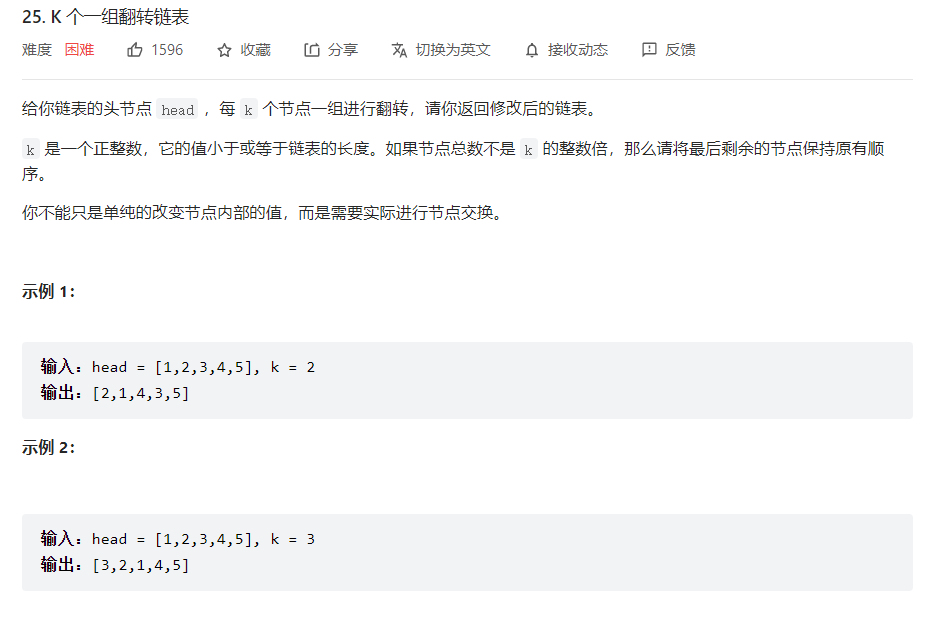 25. K 个一组翻转链表
难度 困难 1596 收藏 分享 切换为英文 接收动态 反馈
给你链表的头节点 head ，每 k 个节点一组进行翻转，请你返回修改后的链表。
k 是一个正整数，它的值小于或等于链表的长度。如果节点总数不是 k 的整数倍，那么请将最后剩余的节点保持原有顺
序。
你不能只是单纯的改变节点内部的值，而是需要实际进行节点交换。
示例 1：
输入：head = [1,2,3,4,5], k = 2
输出：[2,1,4,3,5]
示例 2：
输入：head = [1,2,3,4,5], k = 3
输出：[3,2,1,4,5]